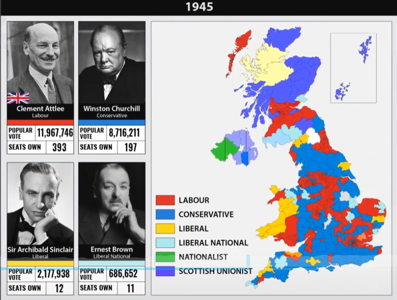 1945
Clement Attlee
Labour
POPULAR VOTE 11,967,746
SEATS OWN 393
Winston Churchill
Conservative
POPULAR VOTE 8,716,211
SEATS OWN 197
Sir Archibald Sinclair
Liberal
POPULAR VOTE 2,177,938
SEATS OWN 12
Ernest Brown
Liberal National
POPULAR VOTE 686,652
SEATS OWN 11
LABOUR
CONSERVATIVE
LIBERAL
LIBERAL NATIONAL
NATIONALIST
SCOTTISH UNIONIST